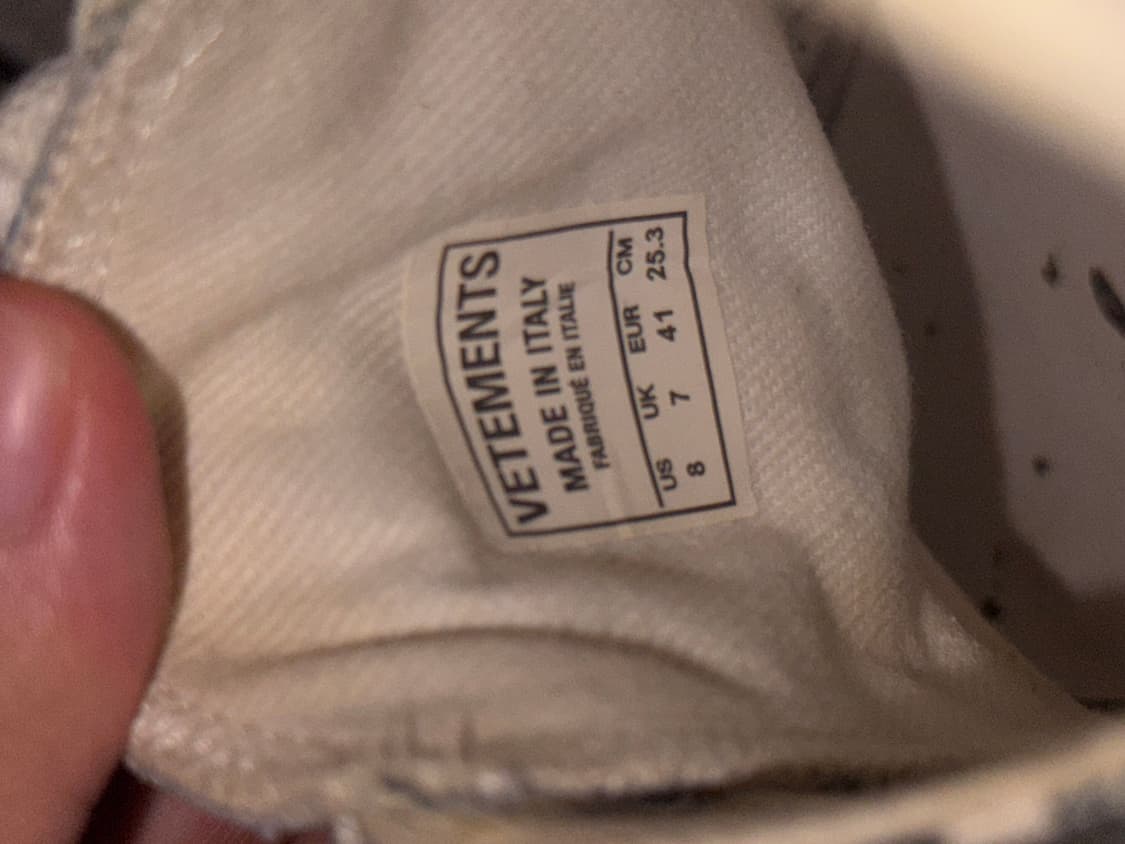 VETEMENTS
MADE IN ITALY
FABRIQUÉ EN ITALIE
US UK EUR CM
8 7 41 25.3